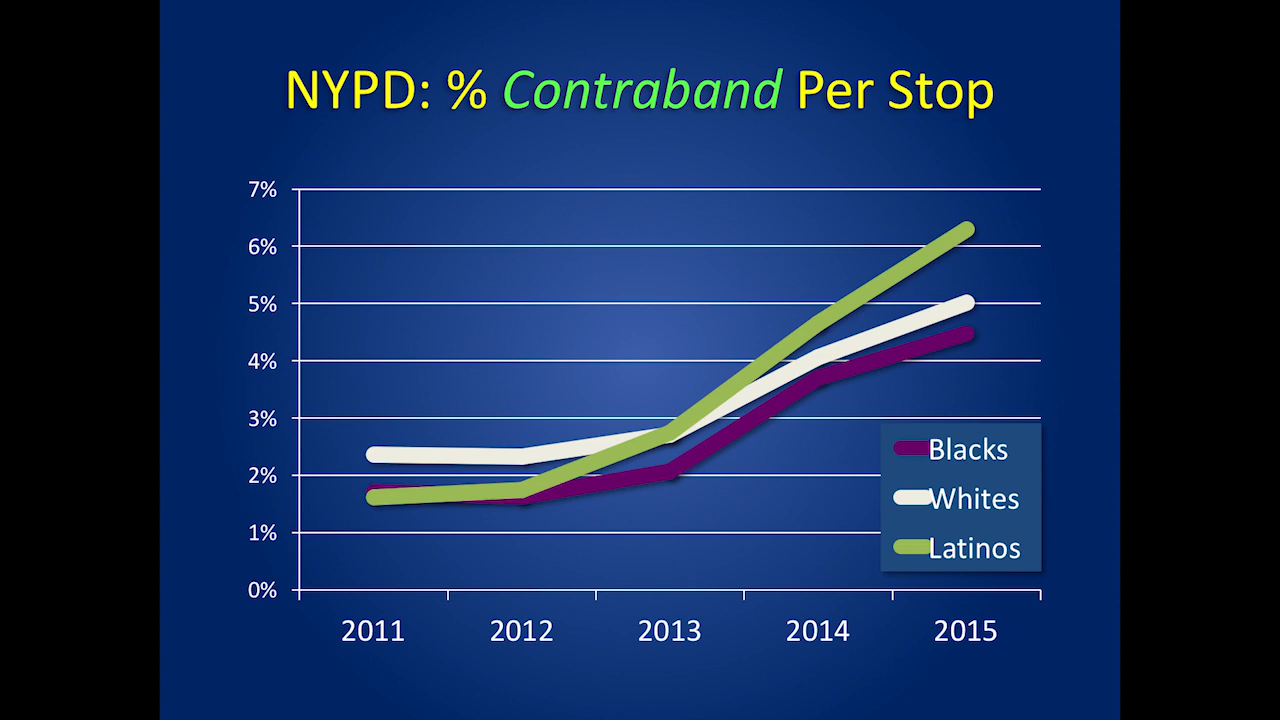 NYPD: % Contraband Per Stop
7%
6%
5%
4%
3%
2%
1%
0%
Blacks
Whites
Latinos
2011 2012 2013 2014 2015